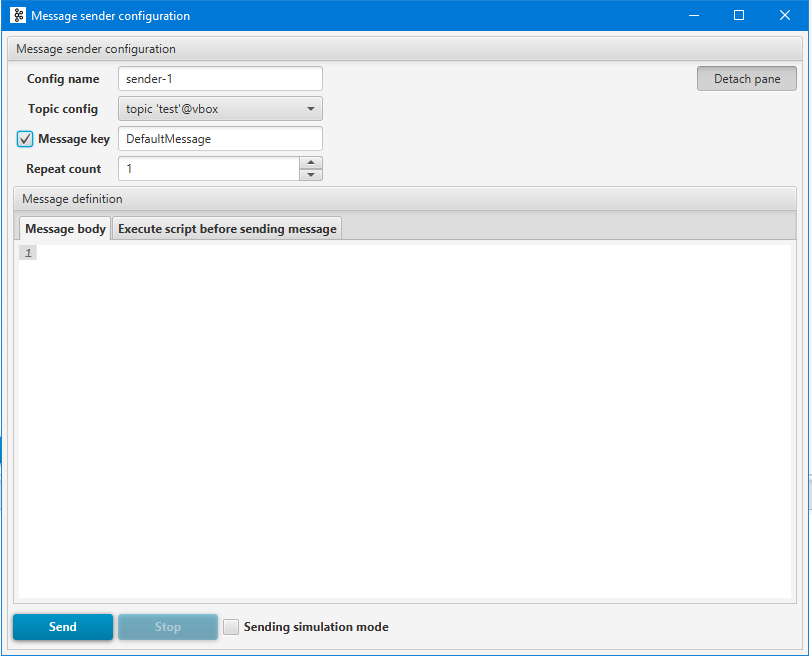 Message sender configuration
Message sender configuration
Config name sender-1 Detach pane
Topic config topic 'test'@vbox
Message key DefaultMessage
Repeat count 1
Message definition
Message body Execute script before sending message
1
Send Stop Sending simulation mode